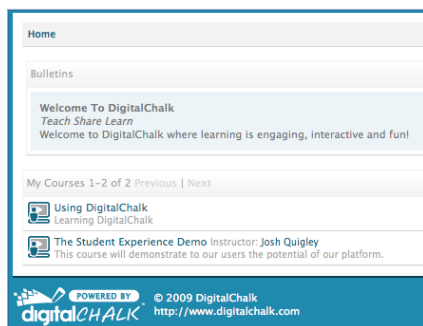 Home
Bulletins
Welcome To DigitalChalk
Teach Share Learn
Welcome to DigitalChalk where learning is engaging, interactive and fun!
My Courses 1-2 of 2 Previous | Next
Using DigitalChalk
Learning DigitalChalk
The Student Experience Demo Instructor: Josh Quigley
This course will demonstrate to our users the potential of our platform.
POWERED BY
digitalCHALK™
© 2009 DigitalChalk
http://www.digitalchalk.com